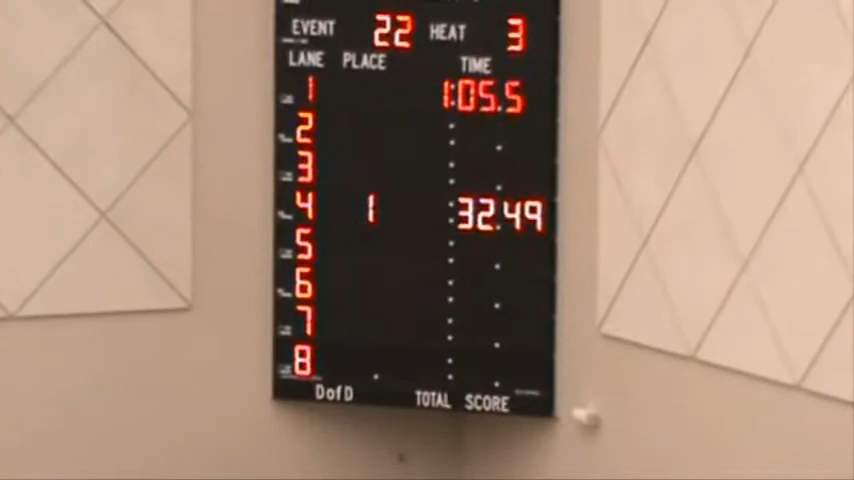 EVENT 22 HEAT 3
LANE PLACE TIME
1 1:05.5
2
3
4 1 32.49
5
6
7
8
DofD TOTAL SCORE